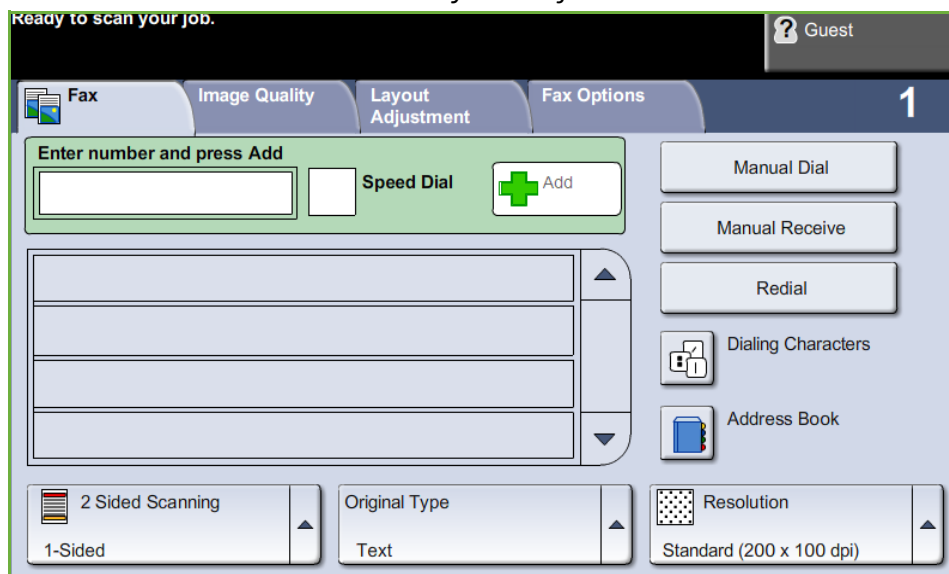 Ready to scan your job.
? Guest
Fax
Image Quality
Layout
Adjustment
Fax Options
1
Enter number and press Add
Speed Dial
Add
Manual Dial
Manual Receive
Redial
Dialing Characters
Address Book
2 Sided Scanning
1-Sided
Original Type
Text
Resolution
Standard (200 x 100 dpi)